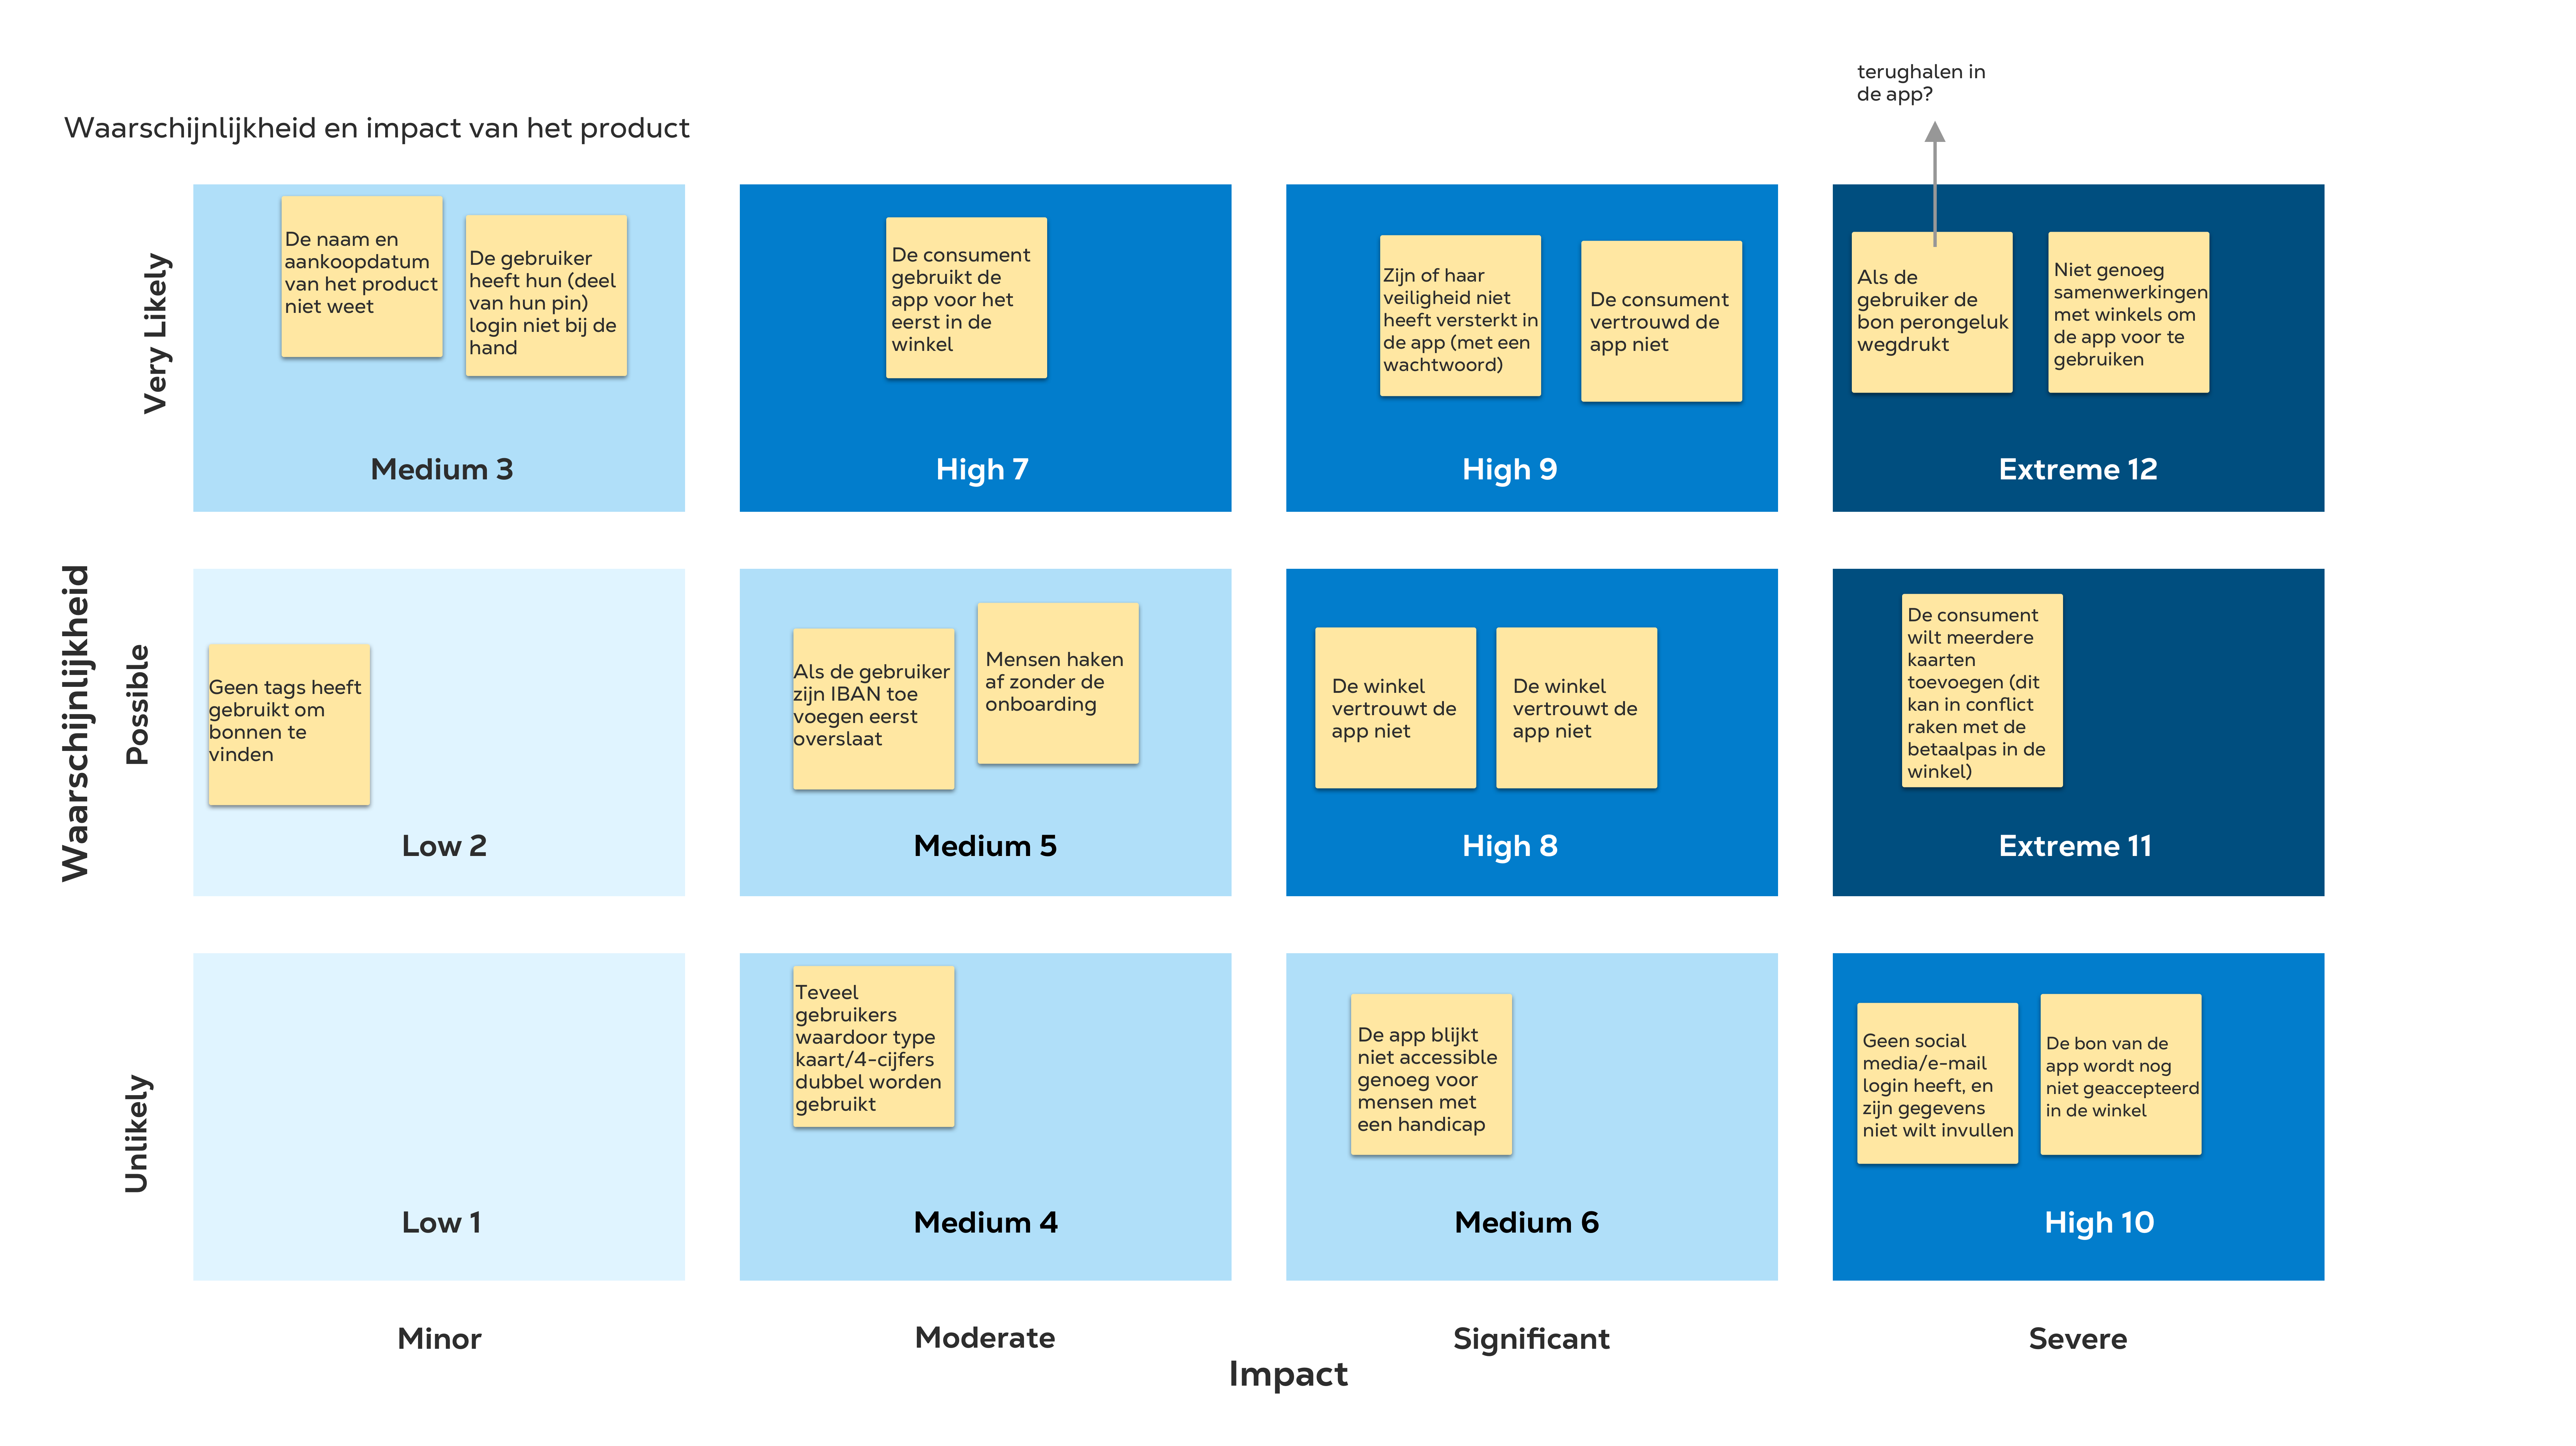 terughalen in
de app?
Waarschijnlijkheid en impact van het product
Waarschijnlijkheid
Very Likely
De naam en
aankoopdatum
van het product
niet weet
De gebruiker
heeft hun (deel
van hun pin)
login niet bij de
hand
Medium 3
De consument
gebruikt de
app voor het
eerst in de
winkel
High 7
Zijn of haar
veiligheid niet
heeft versterkt in
de app (met een
wachtwoord)
De consument
vertrouwd de
app niet
High 9
Als de
gebruiker de
bon perongeluk
wegdrukt
Niet genoeg
samenwerkingen
met winkels om
de app voor te
gebruiken
Extreme 12
Possible
Geen tags heeft
gebruikt om
bonnen te
vinden
Low 2
Als de gebruiker
zijn IBAN toe
voegen eerst
overslaat
Mensen haken
af zonder de
onboarding
Medium 5
De winkel
vertrouwt de
app niet
De winkel
vertrouwt de
app niet
High 8
De consument
wilt meerdere
kaarten
toevoegen (dit
kan in conflict
raken met de
betaalpas in de
winkel)
Extreme 11
Unlikely
Low 1
Teveel
gebruikers
waardoor type
kaart/4-cijfers
dubbel worden
gebruikt
Medium 4
De app blijkt
niet accessible
genoeg voor
mensen met
een handicap
Medium 6
Geen social
media/e-mail
login heeft, en
zijn gegevens
niet wilt invullen
De bon van de
app wordt nog
niet geaccepteerd
in de winkel
High 10
Minor
Moderate
Significant
Severe
Impact